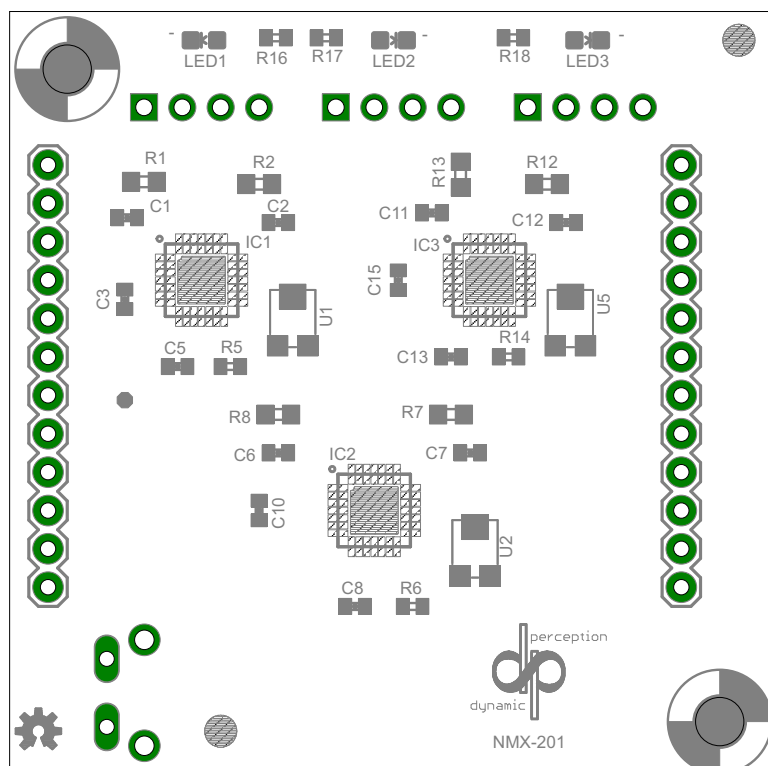 - - -
LED1 R16 R17 LED2 R18 LED3
R1 R2 R13 R12
C1 C2 C11 C12
IC1 IC3
C3 C15
U1 U5
C5 R5 C13 R14
R8 R7
C6 IC2 C7
C10
U2
C8 R6
perception
dynamic
NMX-201